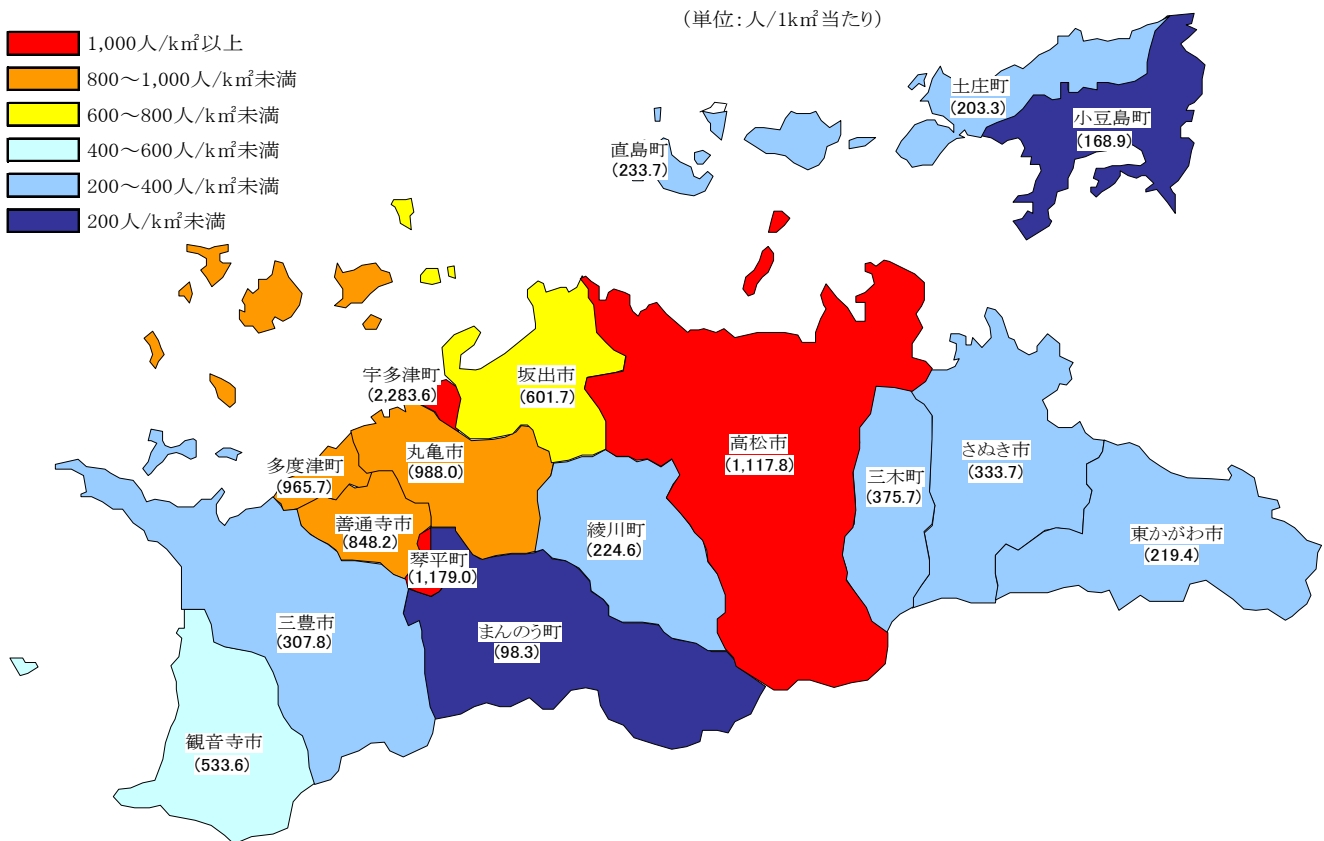 (単位：人/1k㎡当たり)
1,000人/k㎡以上
800～1,000人/k㎡未満
600～800人/k㎡未満
400～600人/k㎡未満
200～400人/k㎡未満
200人/k㎡未満
土庄町
(203.3)
小豆島町
(168.9)
直島町
(233.7)
宇多津町
(2,283.6)
坂出市
(601.7)
丸亀市
(988.0)
高松市
(1,117.8)
さぬき市
(333.7)
多度津町
(965.7)
三木町
(375.7)
善通寺市
(848.2)
綾川町
(224.6)
東かがわ市
(219.4)
琴平町
(1,179.0)
三豊市
(307.8)
まんのう町
(98.3)
観音寺市
(533.6)